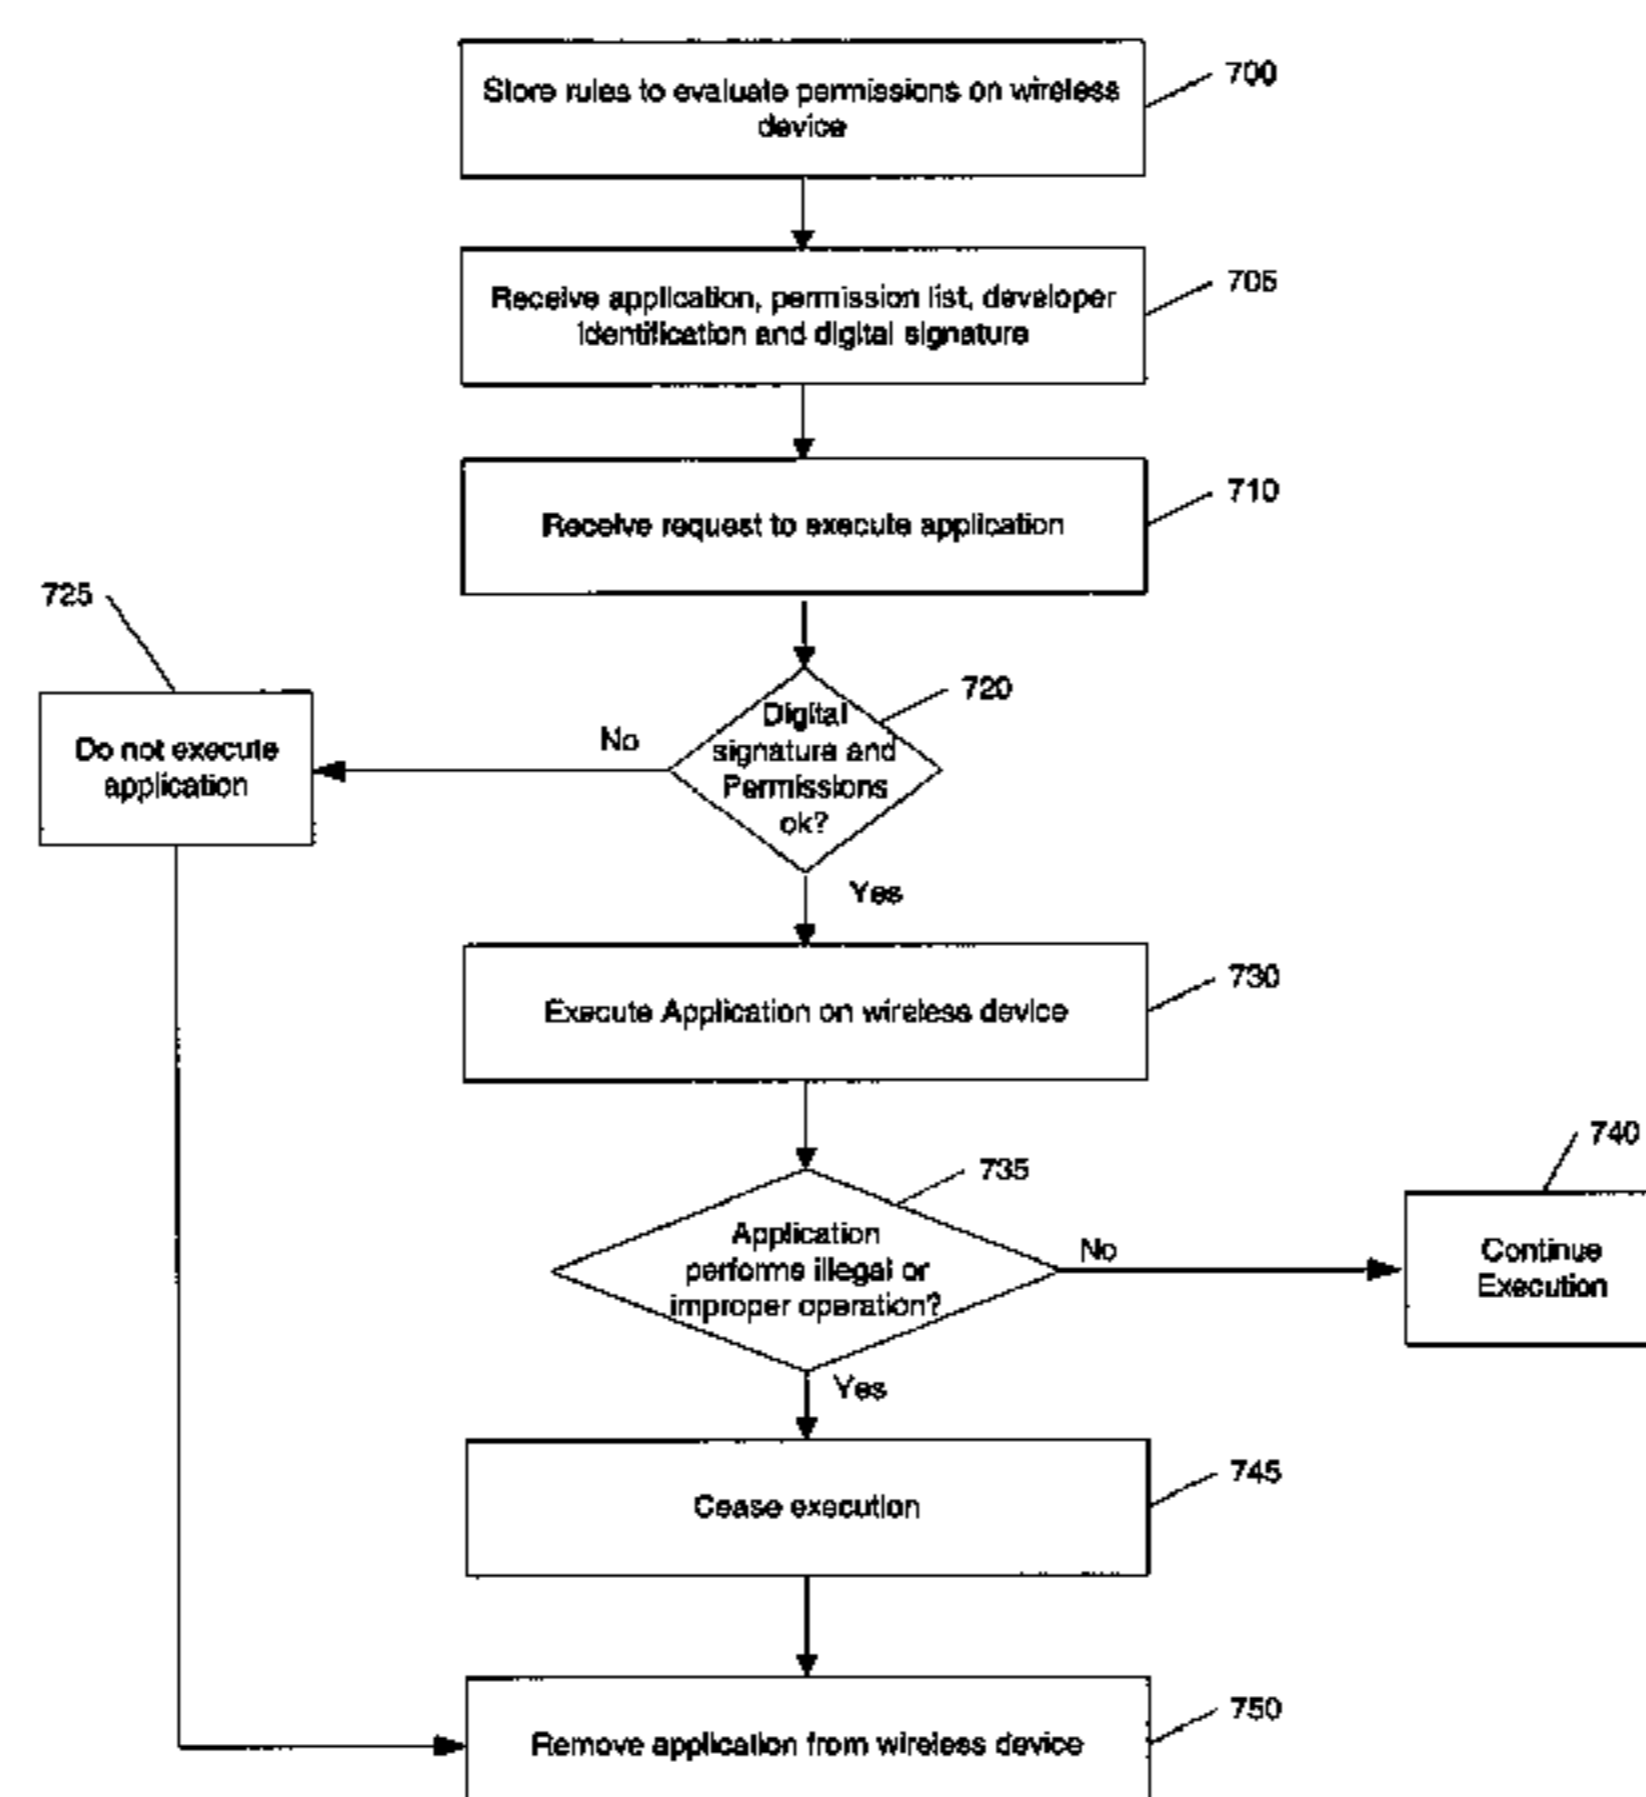 Store rules to evaluate permissions on wireless
device
700
Receive application, permission list, developer
identification and digital signature
705
Receive request to execute application
710
725
Do not execute
application
No
Digital
signature and
Permissions
ok?
720
Yes
Execute Application on wireless device
730
Application
performs illegal or
improper operation?
735
No
740
Continue
Execution
Yes
Cease execution
745
Remove application from wireless device
750